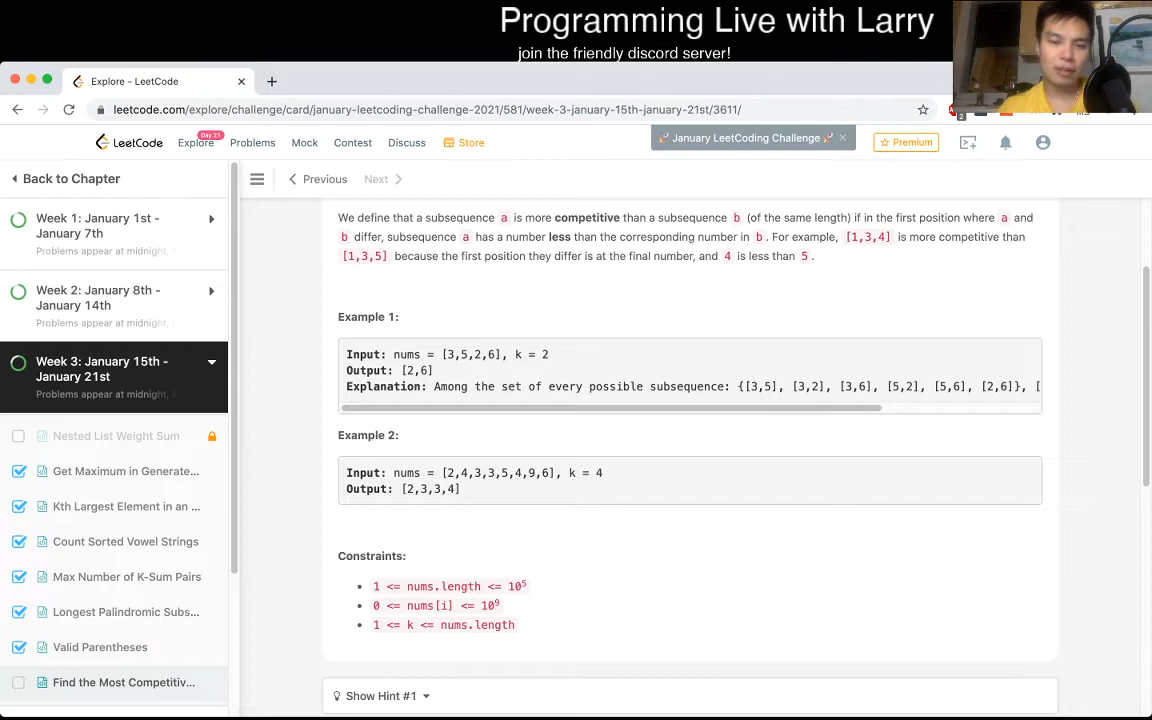 Programming Live with Larry
join the friendly discord server!
Explore - LeetCode
leetcode.com/explore/challenge/card/january-leetcoding-challenge-2021/581/week-3-january-15th-january-21st/3611/
2
LeetCode
Explore
Day 21
Problems
Mock
Contest
Discuss
Store
🚀 January LeetCoding Challenge 🚀
Premium
Back to Chapter
Previous
Next
Week 1: January 1st -
January 7th
Problems appear at midnight,
Week 2: January 8th -
January 14th
Problems appear at midnight,
Week 3: January 15th -
January 21st
Problems appear at midnight,
Nested List Weight Sum
Get Maximum in Generate...
Kth Largest Element in an ...
Count Sorted Vowel Strings
Max Number of K-Sum Pairs
Longest Palindromic Subs...
Valid Parentheses
Find the Most Competitiv...
We define that a subsequence a is more competitive than a subsequence b (of the same length) if in the first position where a and
b differ, subsequence a has a number less than the corresponding number in b. For example, [1,3,4] is more competitive than
[1,3,5] because the first position they differ is at the final number, and 4 is less than 5.
Example 1:
Input: nums = [3,5,2,6], k = 2
Output: [2,6]
Explanation: Among the set of every possible subsequence: {[3,5], [3,2], [3,6], [5,2], [5,6], [2,6]}, [
Example 2:
Input: nums = [2,4,3,3,5,4,9,6], k = 4
Output: [2,3,3,4]
Constraints:
1 <= nums.length <= 10⁵
0 <= nums[i] <= 10⁹
1 <= k <= nums.length
Show Hint #1